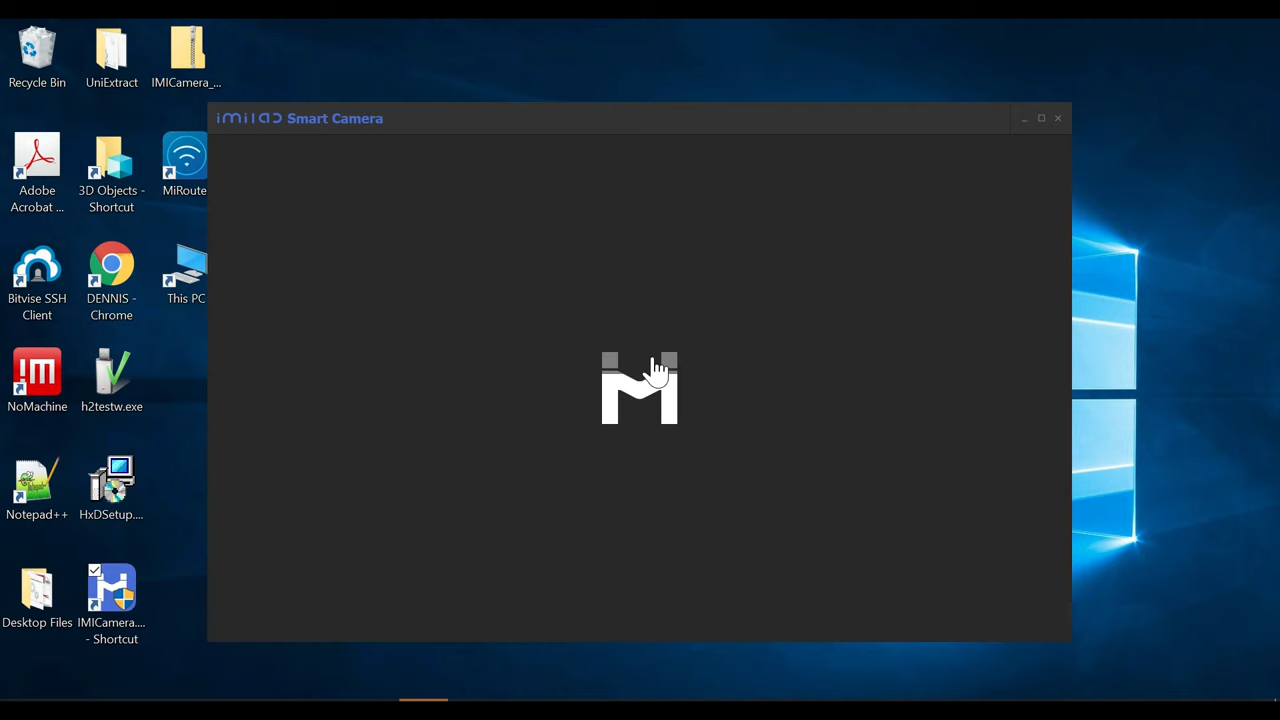 Recycle Bin
UniExtract
IMICamera_...
imilab Smart Camera
Adobe
Acrobat ...
3D Objects -
Shortcut
MiRoute
Bitvise SSH
Client
DENNIS -
Chrome
This PC
NoMachine
h2testw.exe
Notepad++
HxDSetup....
Desktop Files
IMICamera....
- Shortcut